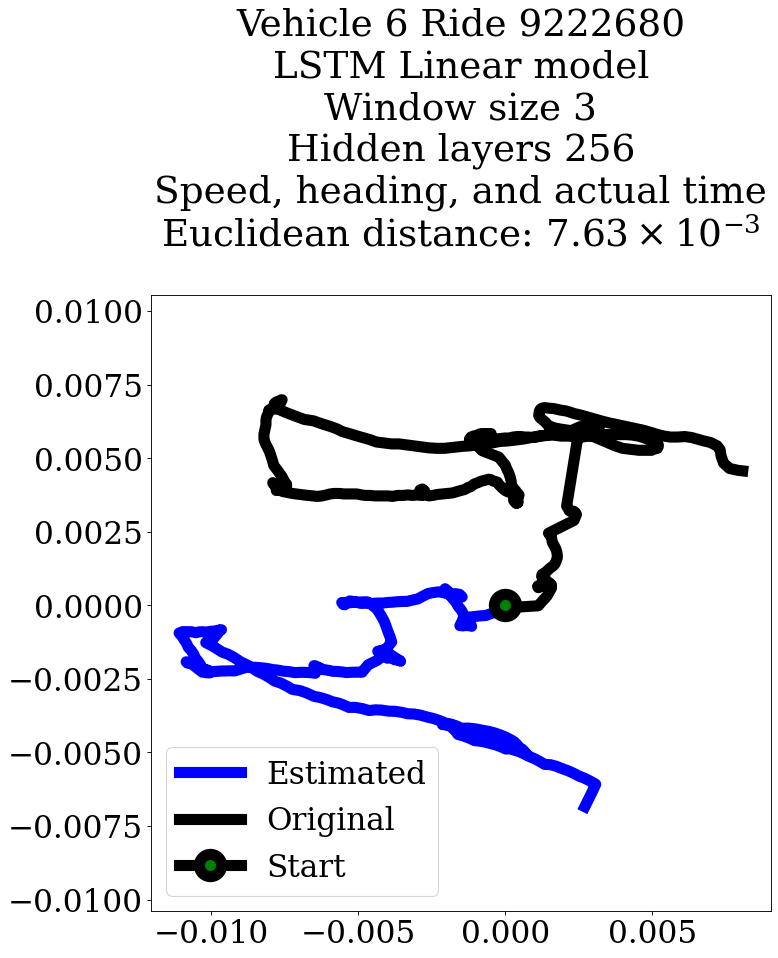 Vehicle 6 Ride 9222680
LSTM Linear model
Window size 3
Hidden layers 256
Speed, heading, and actual time
Euclidean distance: 7.63 × 10⁻³
0.0100
0.0075
0.0050
0.0025
0.0000
−0.0025
−0.0050
−0.0075
−0.0100
Estimated
Original
Start
−0.010 −0.005 0.000 0.005